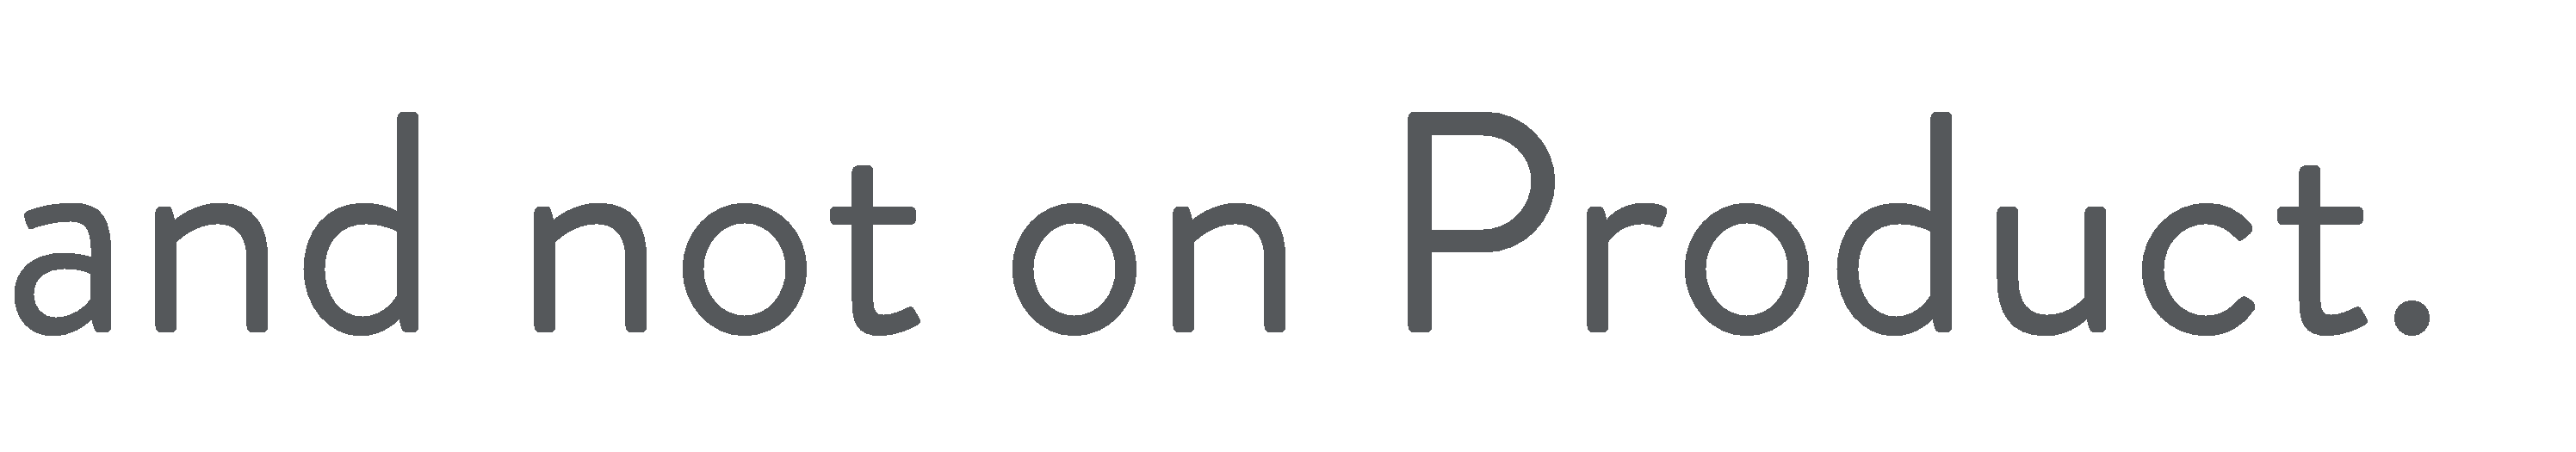 and not on Product.